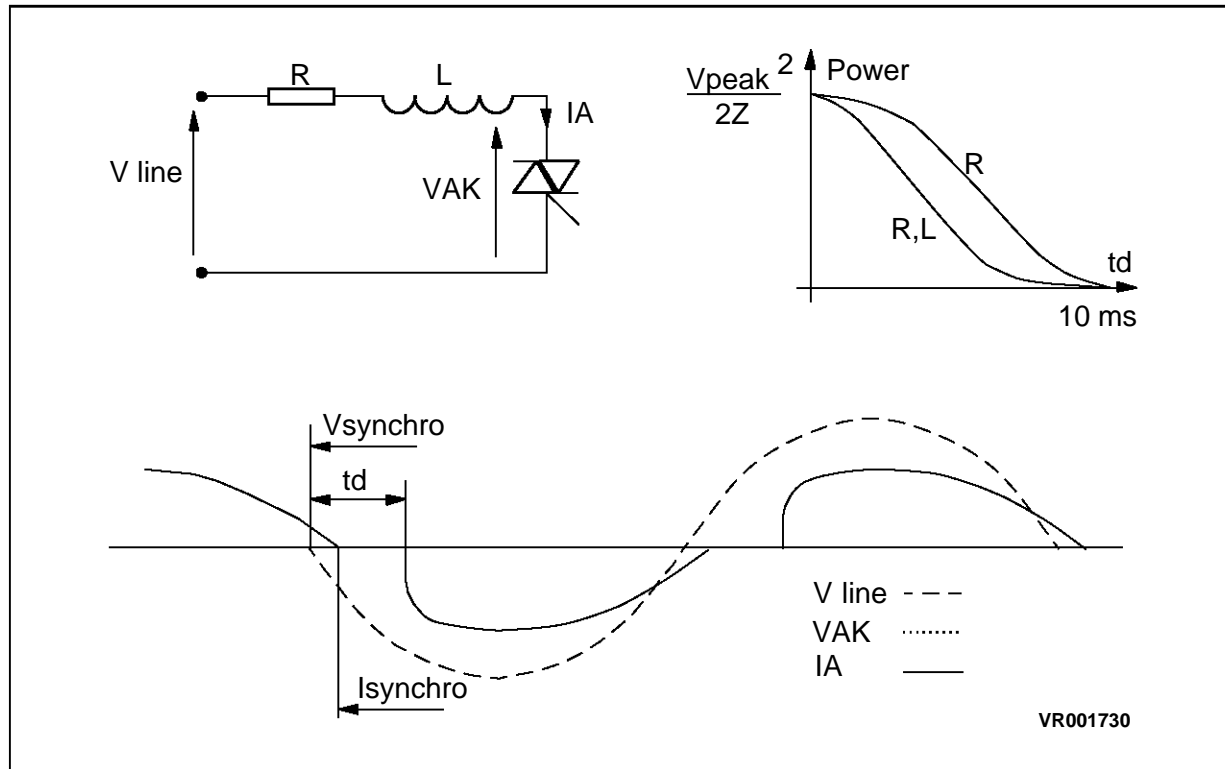 R
L
IA
V line
VAK
2
Vpeak
2Z
Power
R
R,L
td
10 ms
Vsynchro
td
Isynchro
V line
VAK
IA
VR001730